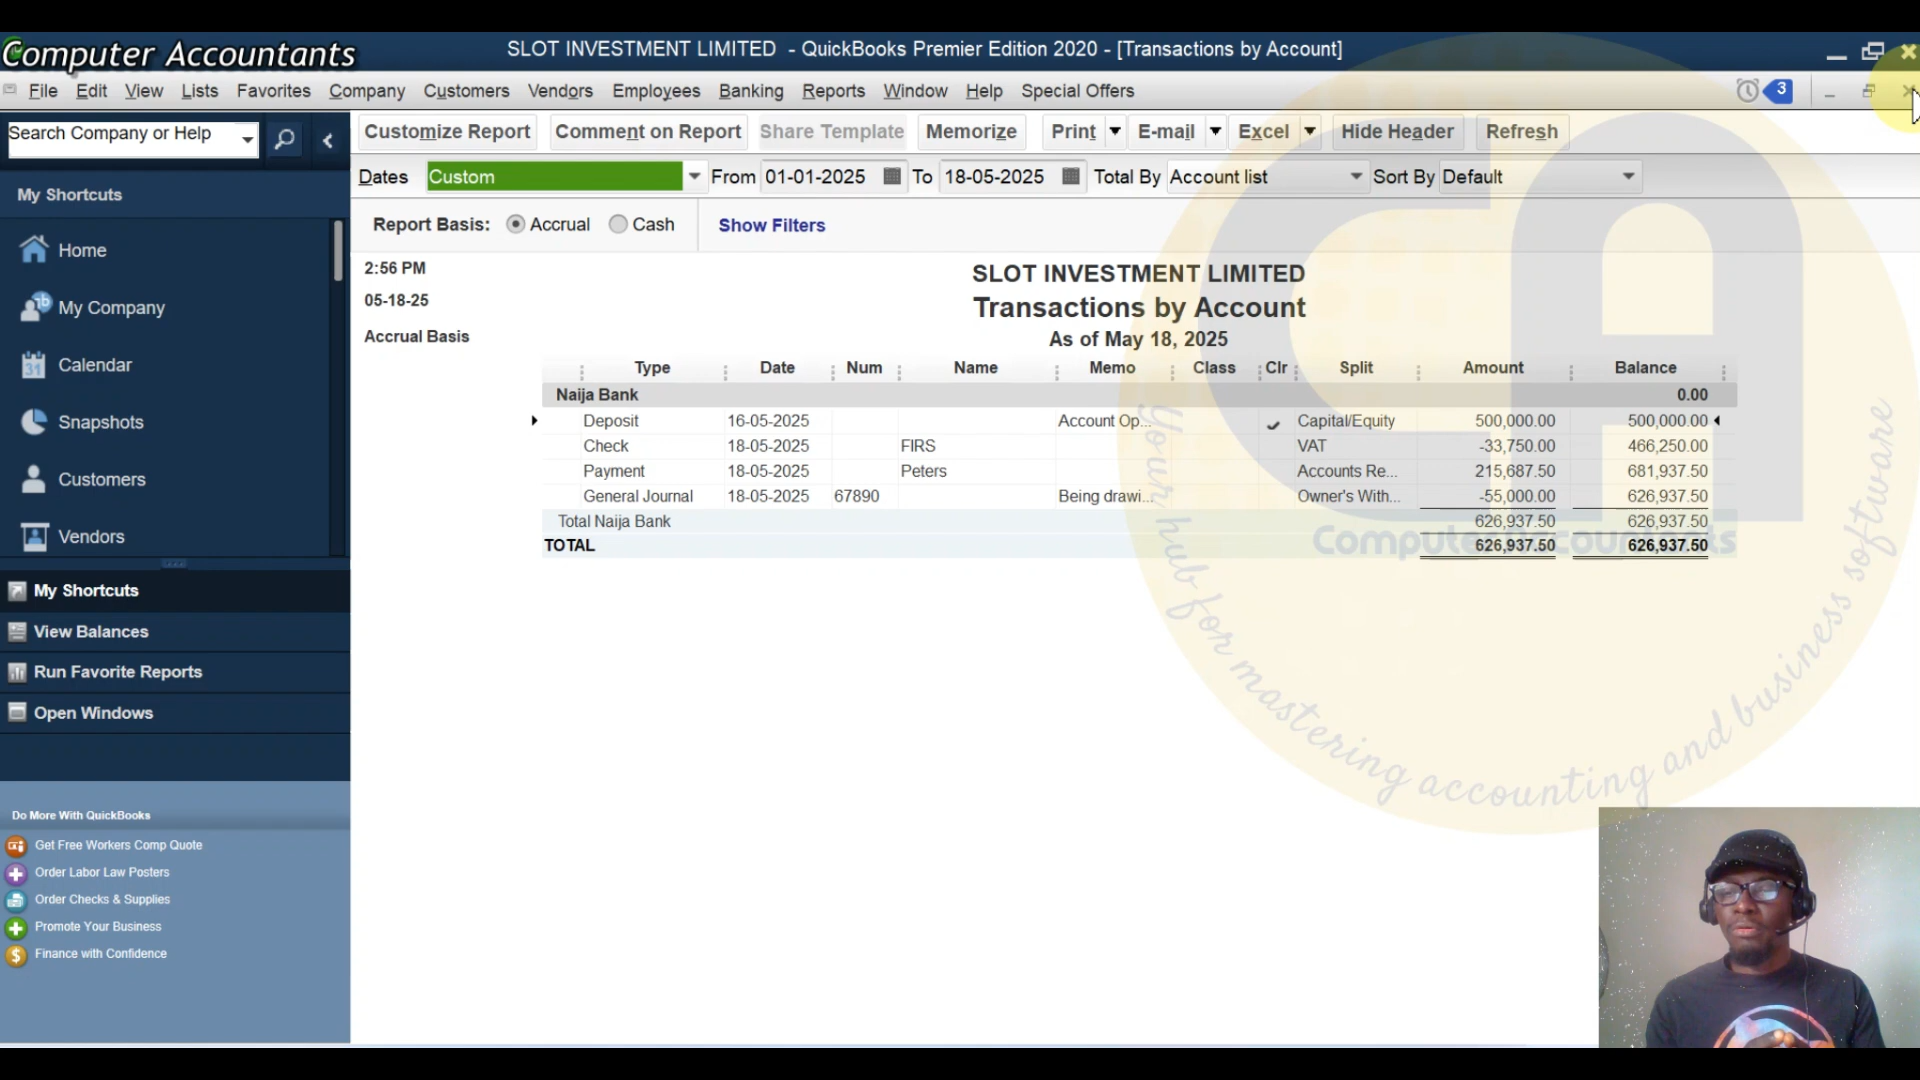 Computer Accountants
SLOT INVESTMENT LIMITED - QuickBooks Premier Edition 2020 - [Transactions by Account]
File Edit View Lists Favorites Company Customers Vendors Employees Banking Reports Window Help Special Offers 3
Search Company or Help
Customize Report Comment on Report Share Template Memorize Print E-mail Excel Hide Header Refresh
Dates Custom From 01-01-2025 To 18-05-2025 Total By Account list Sort By Default
My Shortcuts
Report Basis: Accrual Cash Show Filters
Home
My Company
Calendar
31
Snapshots
Customers
Vendors
My Shortcuts
View Balances
Run Favorite Reports
Open Windows
Do More With QuickBooks
Get Free Workers Comp Quote
Order Labor Law Posters
Order Checks & Supplies
Promote Your Business
Finance with Confidence
2:56 PM
05-18-25
Accrual Basis
SLOT INVESTMENT LIMITED
Transactions by Account
As of May 18, 2025
Type Date Num Name Memo Class Clr Split Amount Balance
Naija Bank 0.00
Deposit 16-05-2025 Account Op... Capital/Equity 500,000.00 500,000.00
Check 18-05-2025 FIRS VAT -33,750.00 466,250.00
Payment 18-05-2025 Peters Accounts Re... 215,687.50 681,937.50
General Journal 18-05-2025 67890 Being drawi... Owner's With... -55,000.00 626,937.50
Total Naija Bank 626,937.50 626,937.50
TOTAL 626,937.50 626,937.50
CA
Computer Accountants
Your hub for mastering accounting and business software